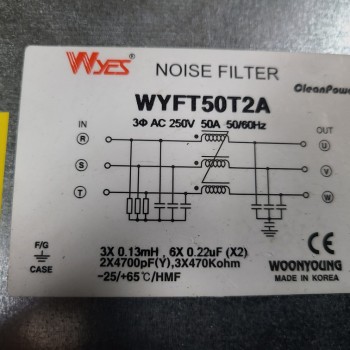 WYES®
NOISE FILTER
CleanPower
WYFT50T2A
3Φ AC 250V 50A 50/60Hz
IN
OUT
R
U
S
V
T
W
F/G
CASE
3X 0.13mH, 6X 0.22uF (X2)
2X4700pF(Y),3X470Kohm
-25/+65℃/HMF
CE
WOONYOUNG
MADE IN KOREA